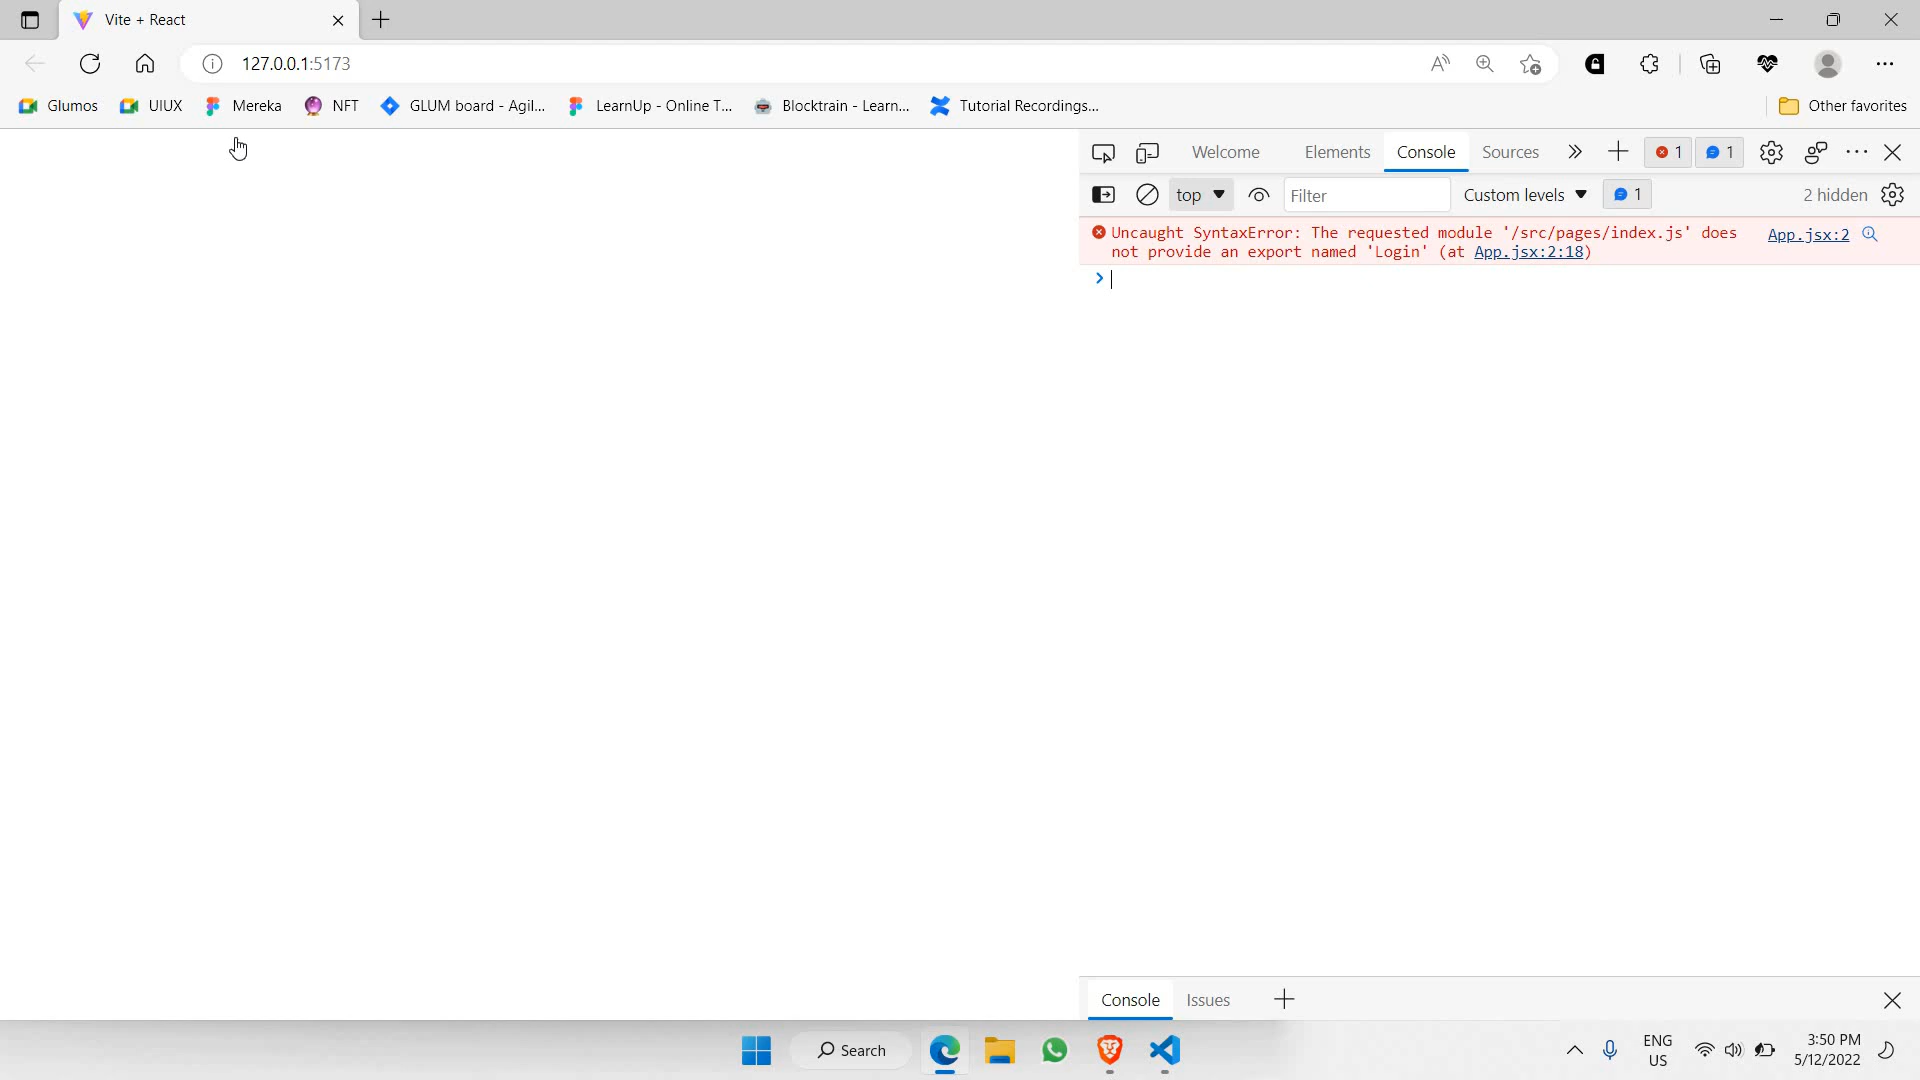 Vite + React
127.0.0.1:5173
Glumos UIUX Mereka NFT GLUM board - Agil... LearnUp - Online T... Blocktrain - Learn... Tutorial Recordings... Other favorites
Welcome Elements Console Sources 1 1
top Filter Custom levels 1 2 hidden
Uncaught SyntaxError: The requested module '/src/pages/index.js' does App.jsx:2
not provide an export named 'Login' (at App.jsx:2:18)
Console Issues
Search
ENG
US
3:50 PM
5/12/2022